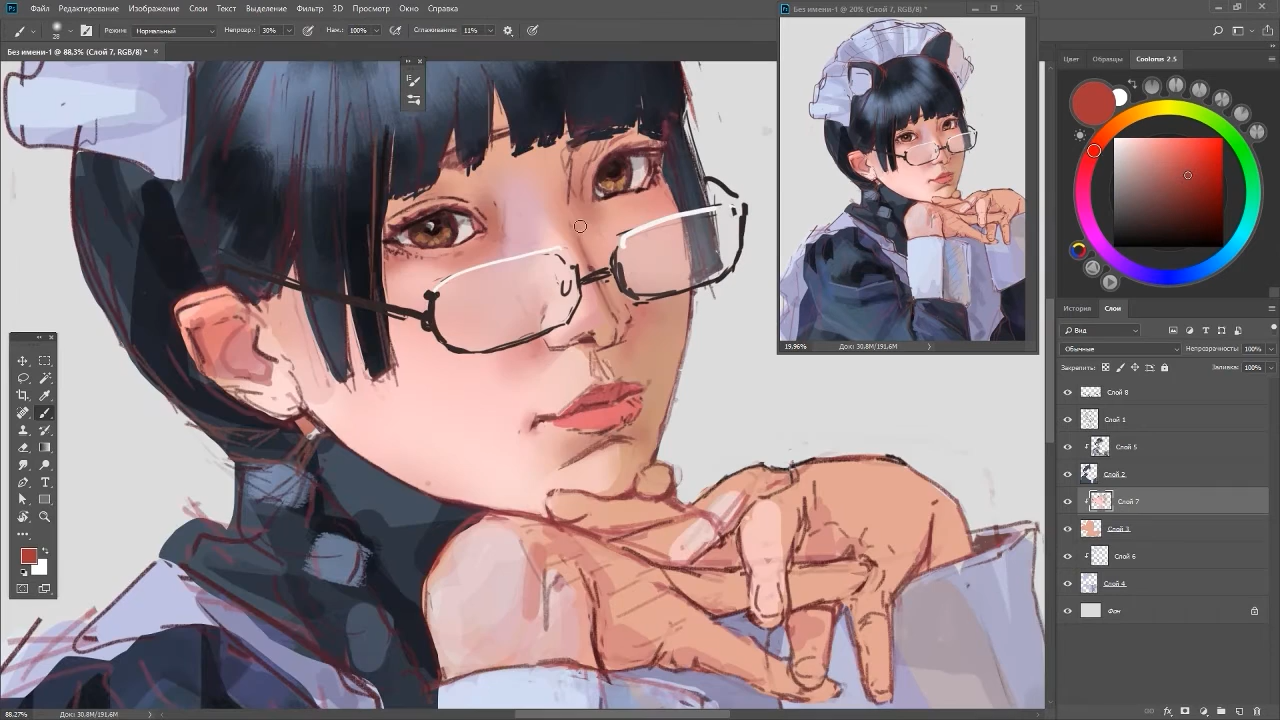 Ps Файл Редактирование Изображение Слои Текст Выделение Фильтр 3D Просмотр Окно Справка
28 Режим: Нормальный Непрозр.: 30% Наж.: 100% Сглаживание: 11%
Без имени-1 @ 88,3% (Слой 7, RGB/8) * ×
Без имени-1 @ 20% (Слой 7, RGB/8) *
19,96% Док: 30,8M/191,6M
Цвет Образцы Coolorus 2.5
История Слои
Вид
Обычные Непрозрачность: 100%
Закрепить: Заливка: 100%
Слой 8
Слой 1
Слой 5
Слой 2
Слой 7
Слой 3
Слой 6
Слой 4
Фон
88.27% Док: 30,8M/191,6M